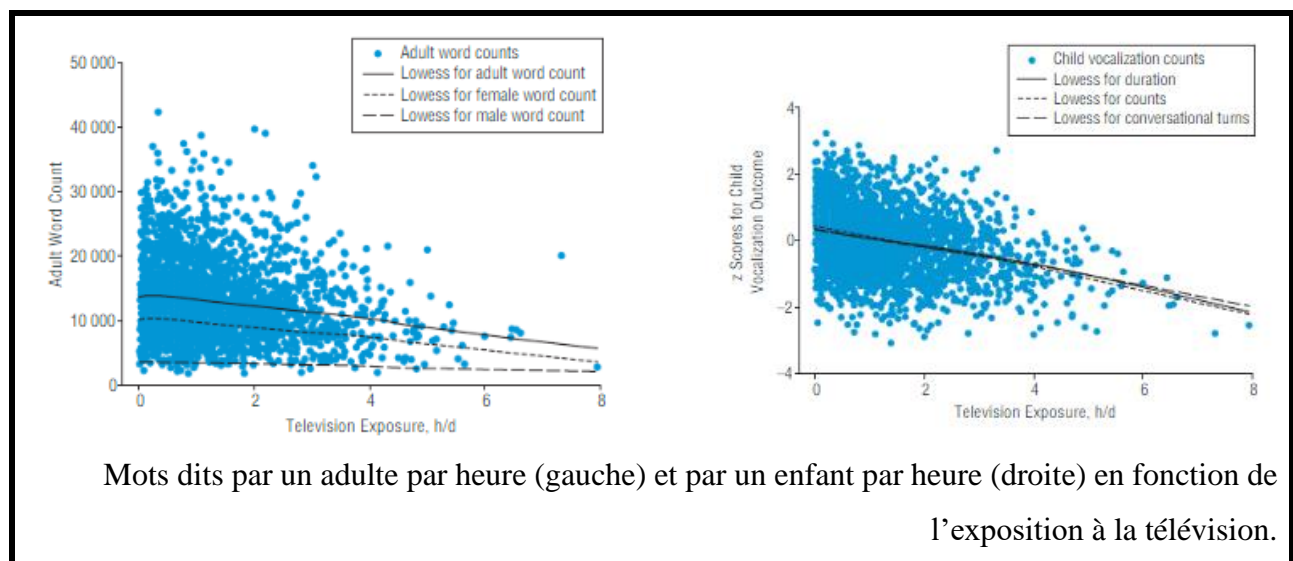 Adult word counts
Lowess for adult word count
Lowess for female word count
Lowess for male word count
50 000
40 000
30 000
20 000
10 000
0
Adult Word Count
0 2 4 6 8
Television Exposure, h/d
Child vocalization counts
Lowess for duration
Lowess for counts
Lowess for conversational turns
4
2
0
−2
−4
z Scores for Child
Vocalization Outcome
0 2 4 6 8
Television Exposure, h/d
Mots dits par un adulte par heure (gauche) et par un enfant par heure (droite) en fonction de
l’exposition à la télévision.